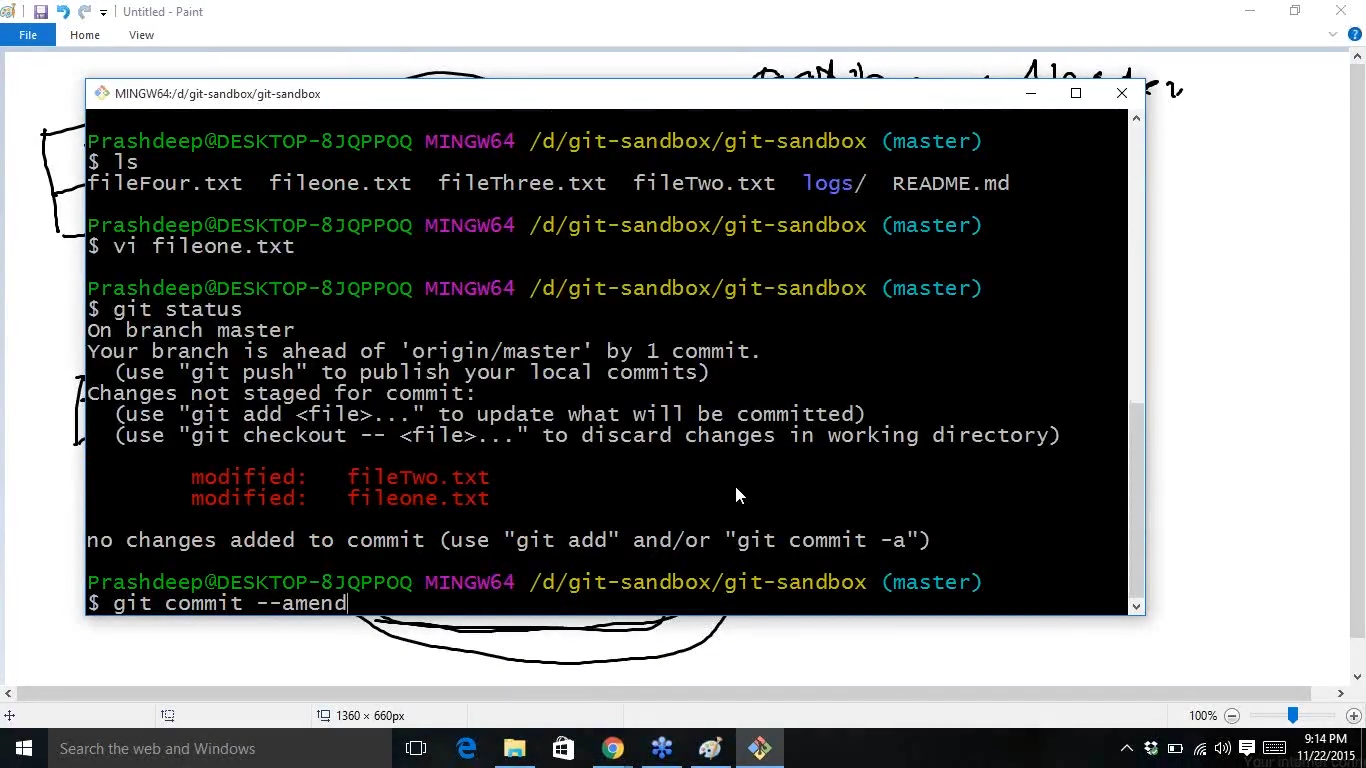 Untitled - Paint
File Home View
MINGW64:/d/git-sandbox/git-sandbox
Prashdeep@DESKTOP-8JQPPOQ MINGW64 /d/git-sandbox/git-sandbox (master)
$ ls
fileFour.txt fileone.txt fileThree.txt fileTwo.txt logs/ README.md
Prashdeep@DESKTOP-8JQPPOQ MINGW64 /d/git-sandbox/git-sandbox (master)
$ vi fileone.txt
Prashdeep@DESKTOP-8JQPPOQ MINGW64 /d/git-sandbox/git-sandbox (master)
$ git status
On branch master
Your branch is ahead of 'origin/master' by 1 commit.
(use "git push" to publish your local commits)
Changes not staged for commit:
(use "git add <file>..." to update what will be committed)
(use "git checkout -- <file>..." to discard changes in working directory)
modified: fileTwo.txt
modified: fileone.txt
no changes added to commit (use "git add" and/or "git commit -a")
Prashdeep@DESKTOP-8JQPPOQ MINGW64 /d/git-sandbox/git-sandbox (master)
$ git commit --amend
1360 × 660px
100%
Search the web and Windows
9:14 PM
11/22/2015